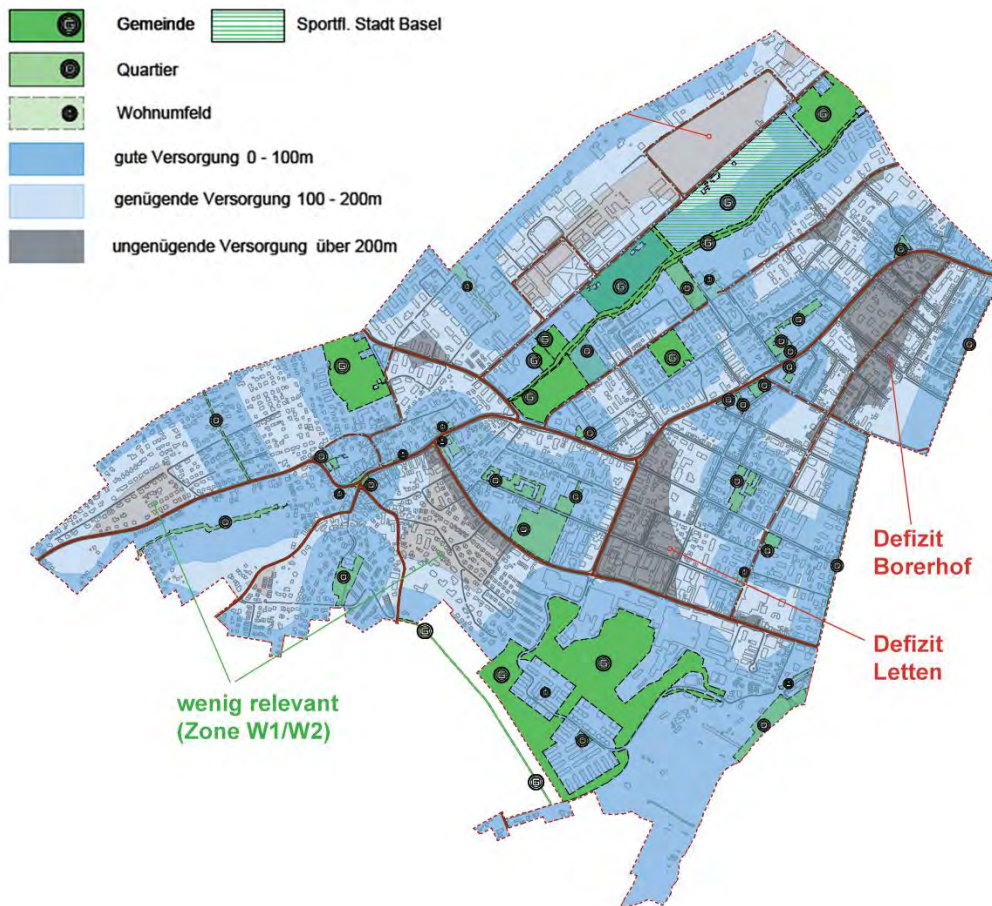 Gemeinde
Sportfl. Stadt Basel
Quartier
Wohnumfeld
gute Versorgung 0 - 100m
genügende Versorgung 100 - 200m
ungenügende Versorgung über 200m
Defizit
Borerhof
Defizit
Letten
wenig relevant
(Zone W1/W2)